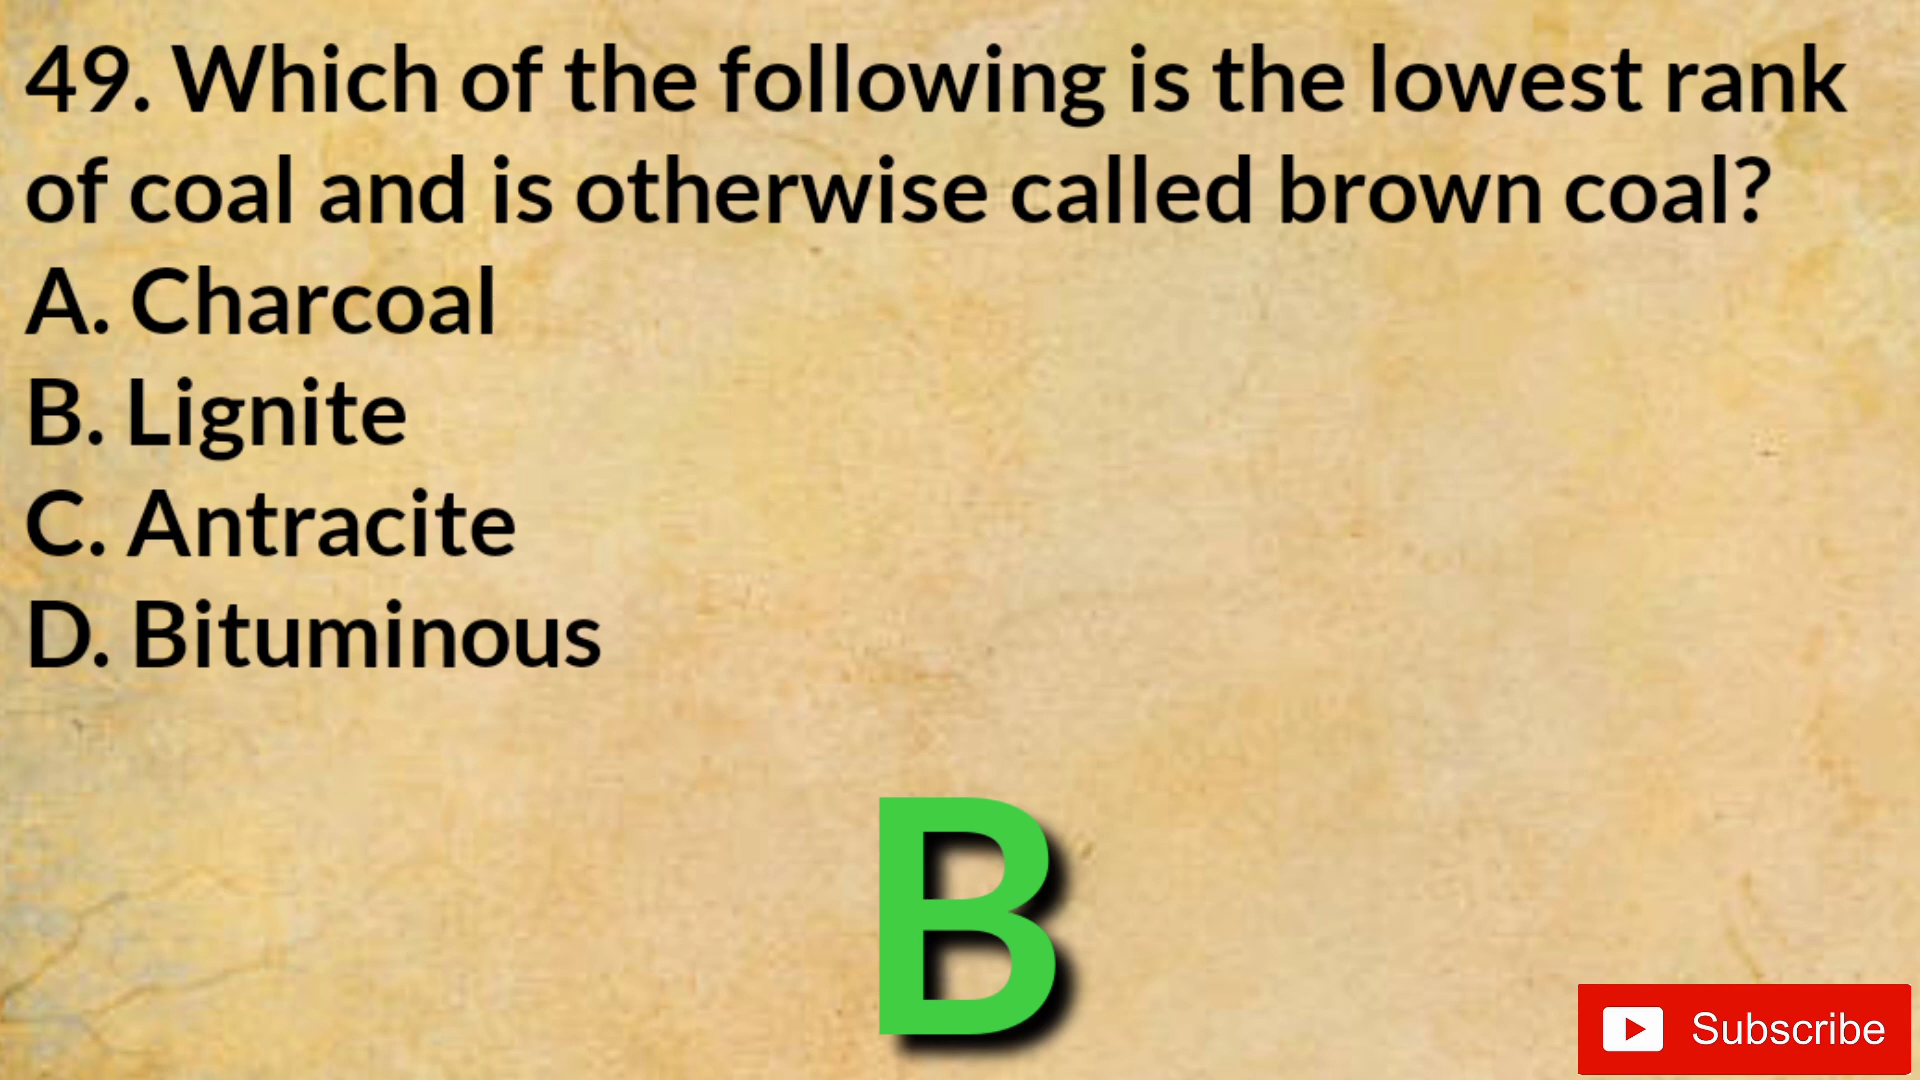 49. Which of the following is the lowest rank
of coal and is otherwise called brown coal?
A. Charcoal
B. Lignite
C. Antracite
D. Bituminous
B
Subscribe